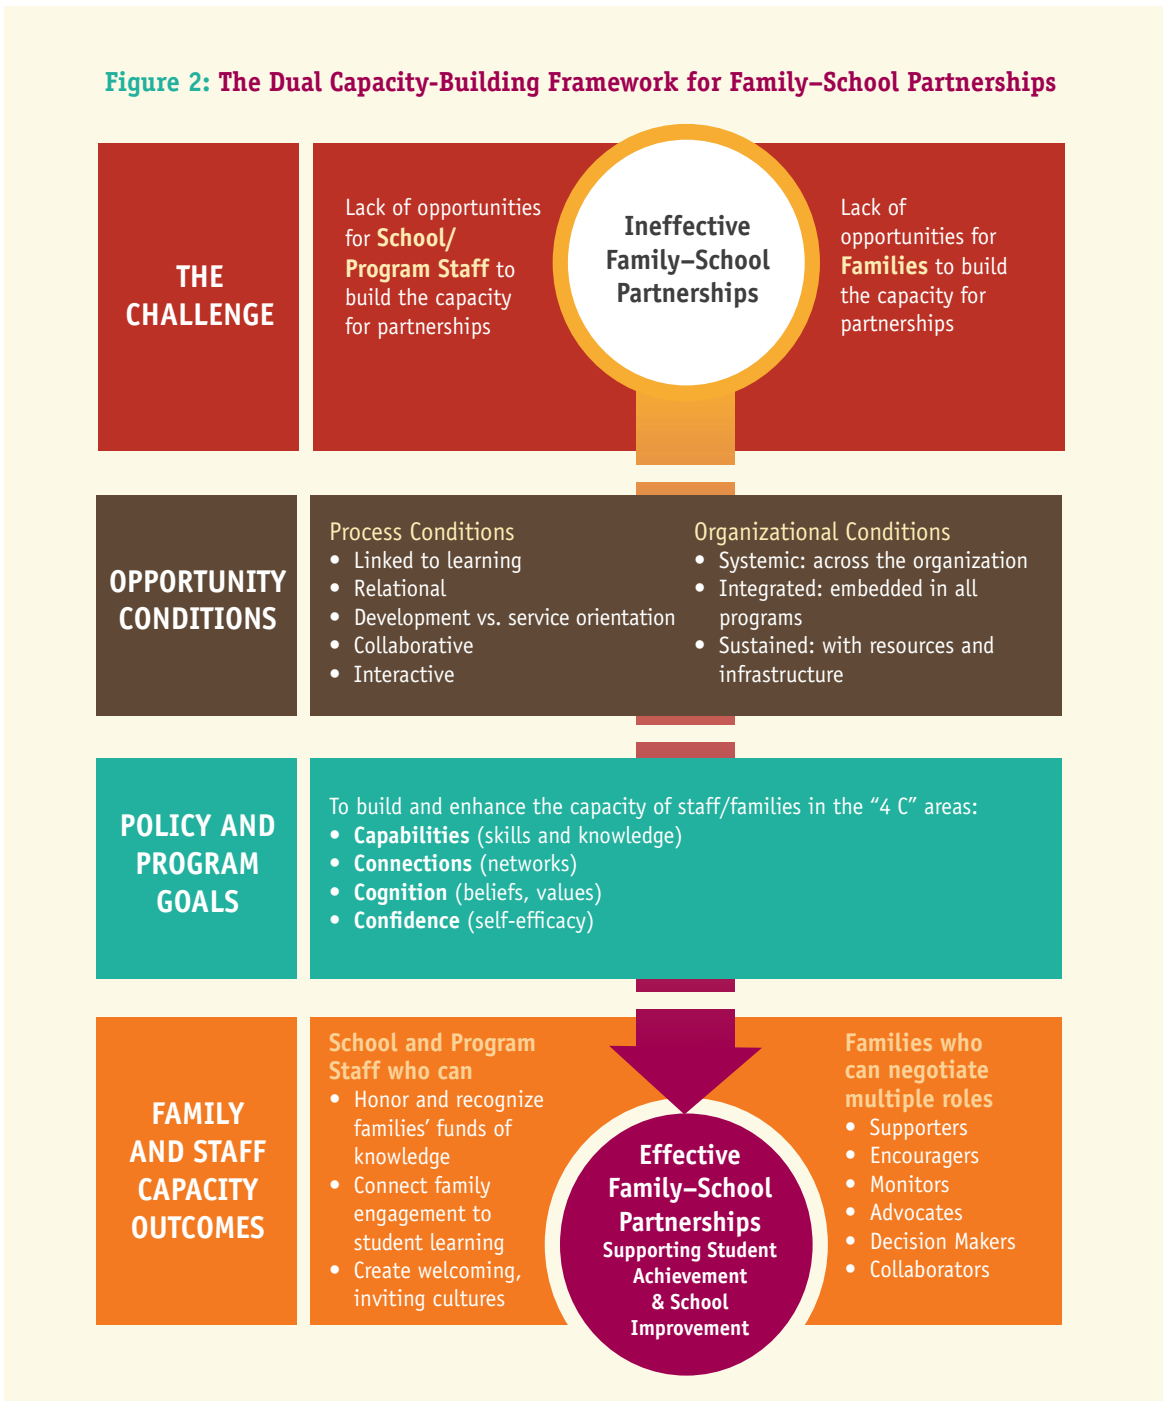 Figure 2: The Dual Capacity-Building Framework for Family–School Partnerships
THE
CHALLENGE
Lack of opportunities
for School/
Program Staff to
build the capacity
for partnerships
Ineffective
Family–School
Partnerships
Lack of
opportunities for
Families to build
the capacity for
partnerships
OPPORTUNITY
CONDITIONS
Process Conditions
• Linked to learning
• Relational
• Development vs. service orientation
• Collaborative
• Interactive
Organizational Conditions
• Systemic: across the organization
• Integrated: embedded in all
programs
• Sustained: with resources and
infrastructure
POLICY AND
PROGRAM
GOALS
To build and enhance the capacity of staff/families in the “4 C” areas:
• Capabilities (skills and knowledge)
• Connections (networks)
• Cognition (beliefs, values)
• Confidence (self-efficacy)
FAMILY
AND STAFF
CAPACITY
OUTCOMES
School and Program
Staff who can
• Honor and recognize
families’ funds of
knowledge
• Connect family
engagement to
student learning
• Create welcoming,
inviting cultures
Effective
Family–School
Partnerships
Supporting Student
Achievement
& School
Improvement
Families who
can negotiate
multiple roles
• Supporters
• Encouragers
• Monitors
• Advocates
• Decision Makers
• Collaborators